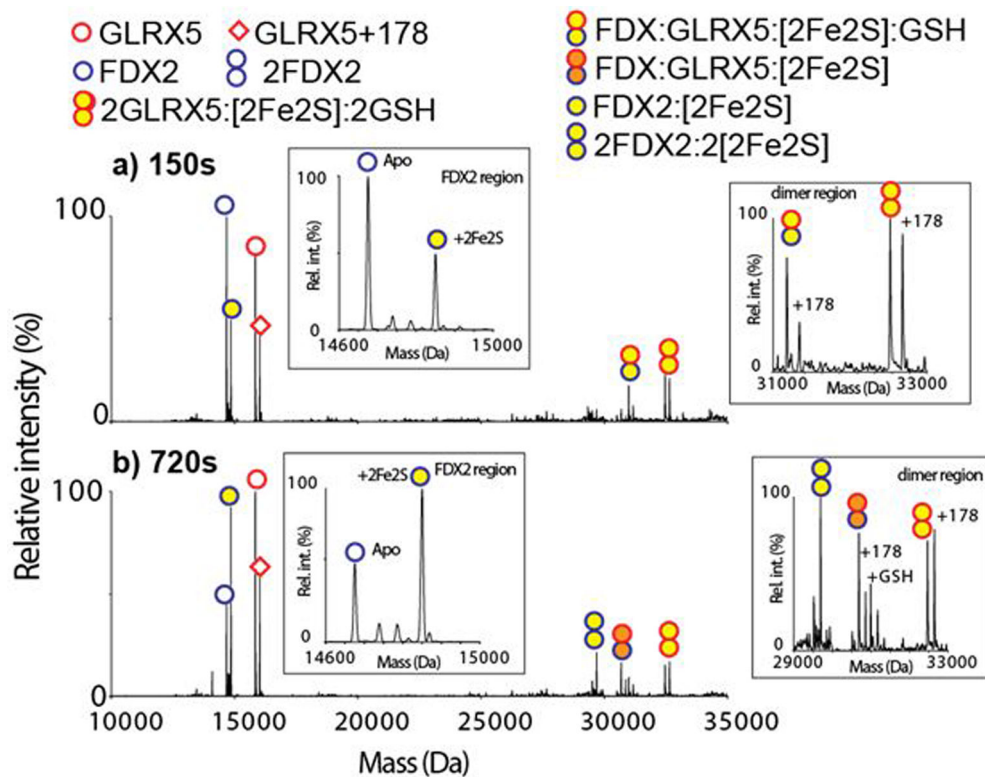 GLRX5
GLRX5+178
FDX2
2FDX2
2GLRX5:[2Fe2S]:2GSH
FDX:GLRX5:[2Fe2S]:GSH
FDX:GLRX5:[2Fe2S]
FDX2:[2Fe2S]
2FDX2:2[2Fe2S]
Relative intensity (%)
a) 150s
100
0
Apo
FDX2 region
100
+2Fe2S
Rel. int. (%)
0
14600
15000
Mass (Da)
dimer region
100
+178
+178
Rel. int. (%)
0
31000
33000
Mass (Da)
b) 720s
100
0
+2Fe2S
FDX2 region
100
Apo
Rel. int. (%)
0
14600
15000
Mass (Da)
dimer region
100
+178
+178
+GSH
Rel. int. (%)
0
29000
33000
Mass (Da)
10000
15000
20000
25000
30000
35000
Mass (Da)